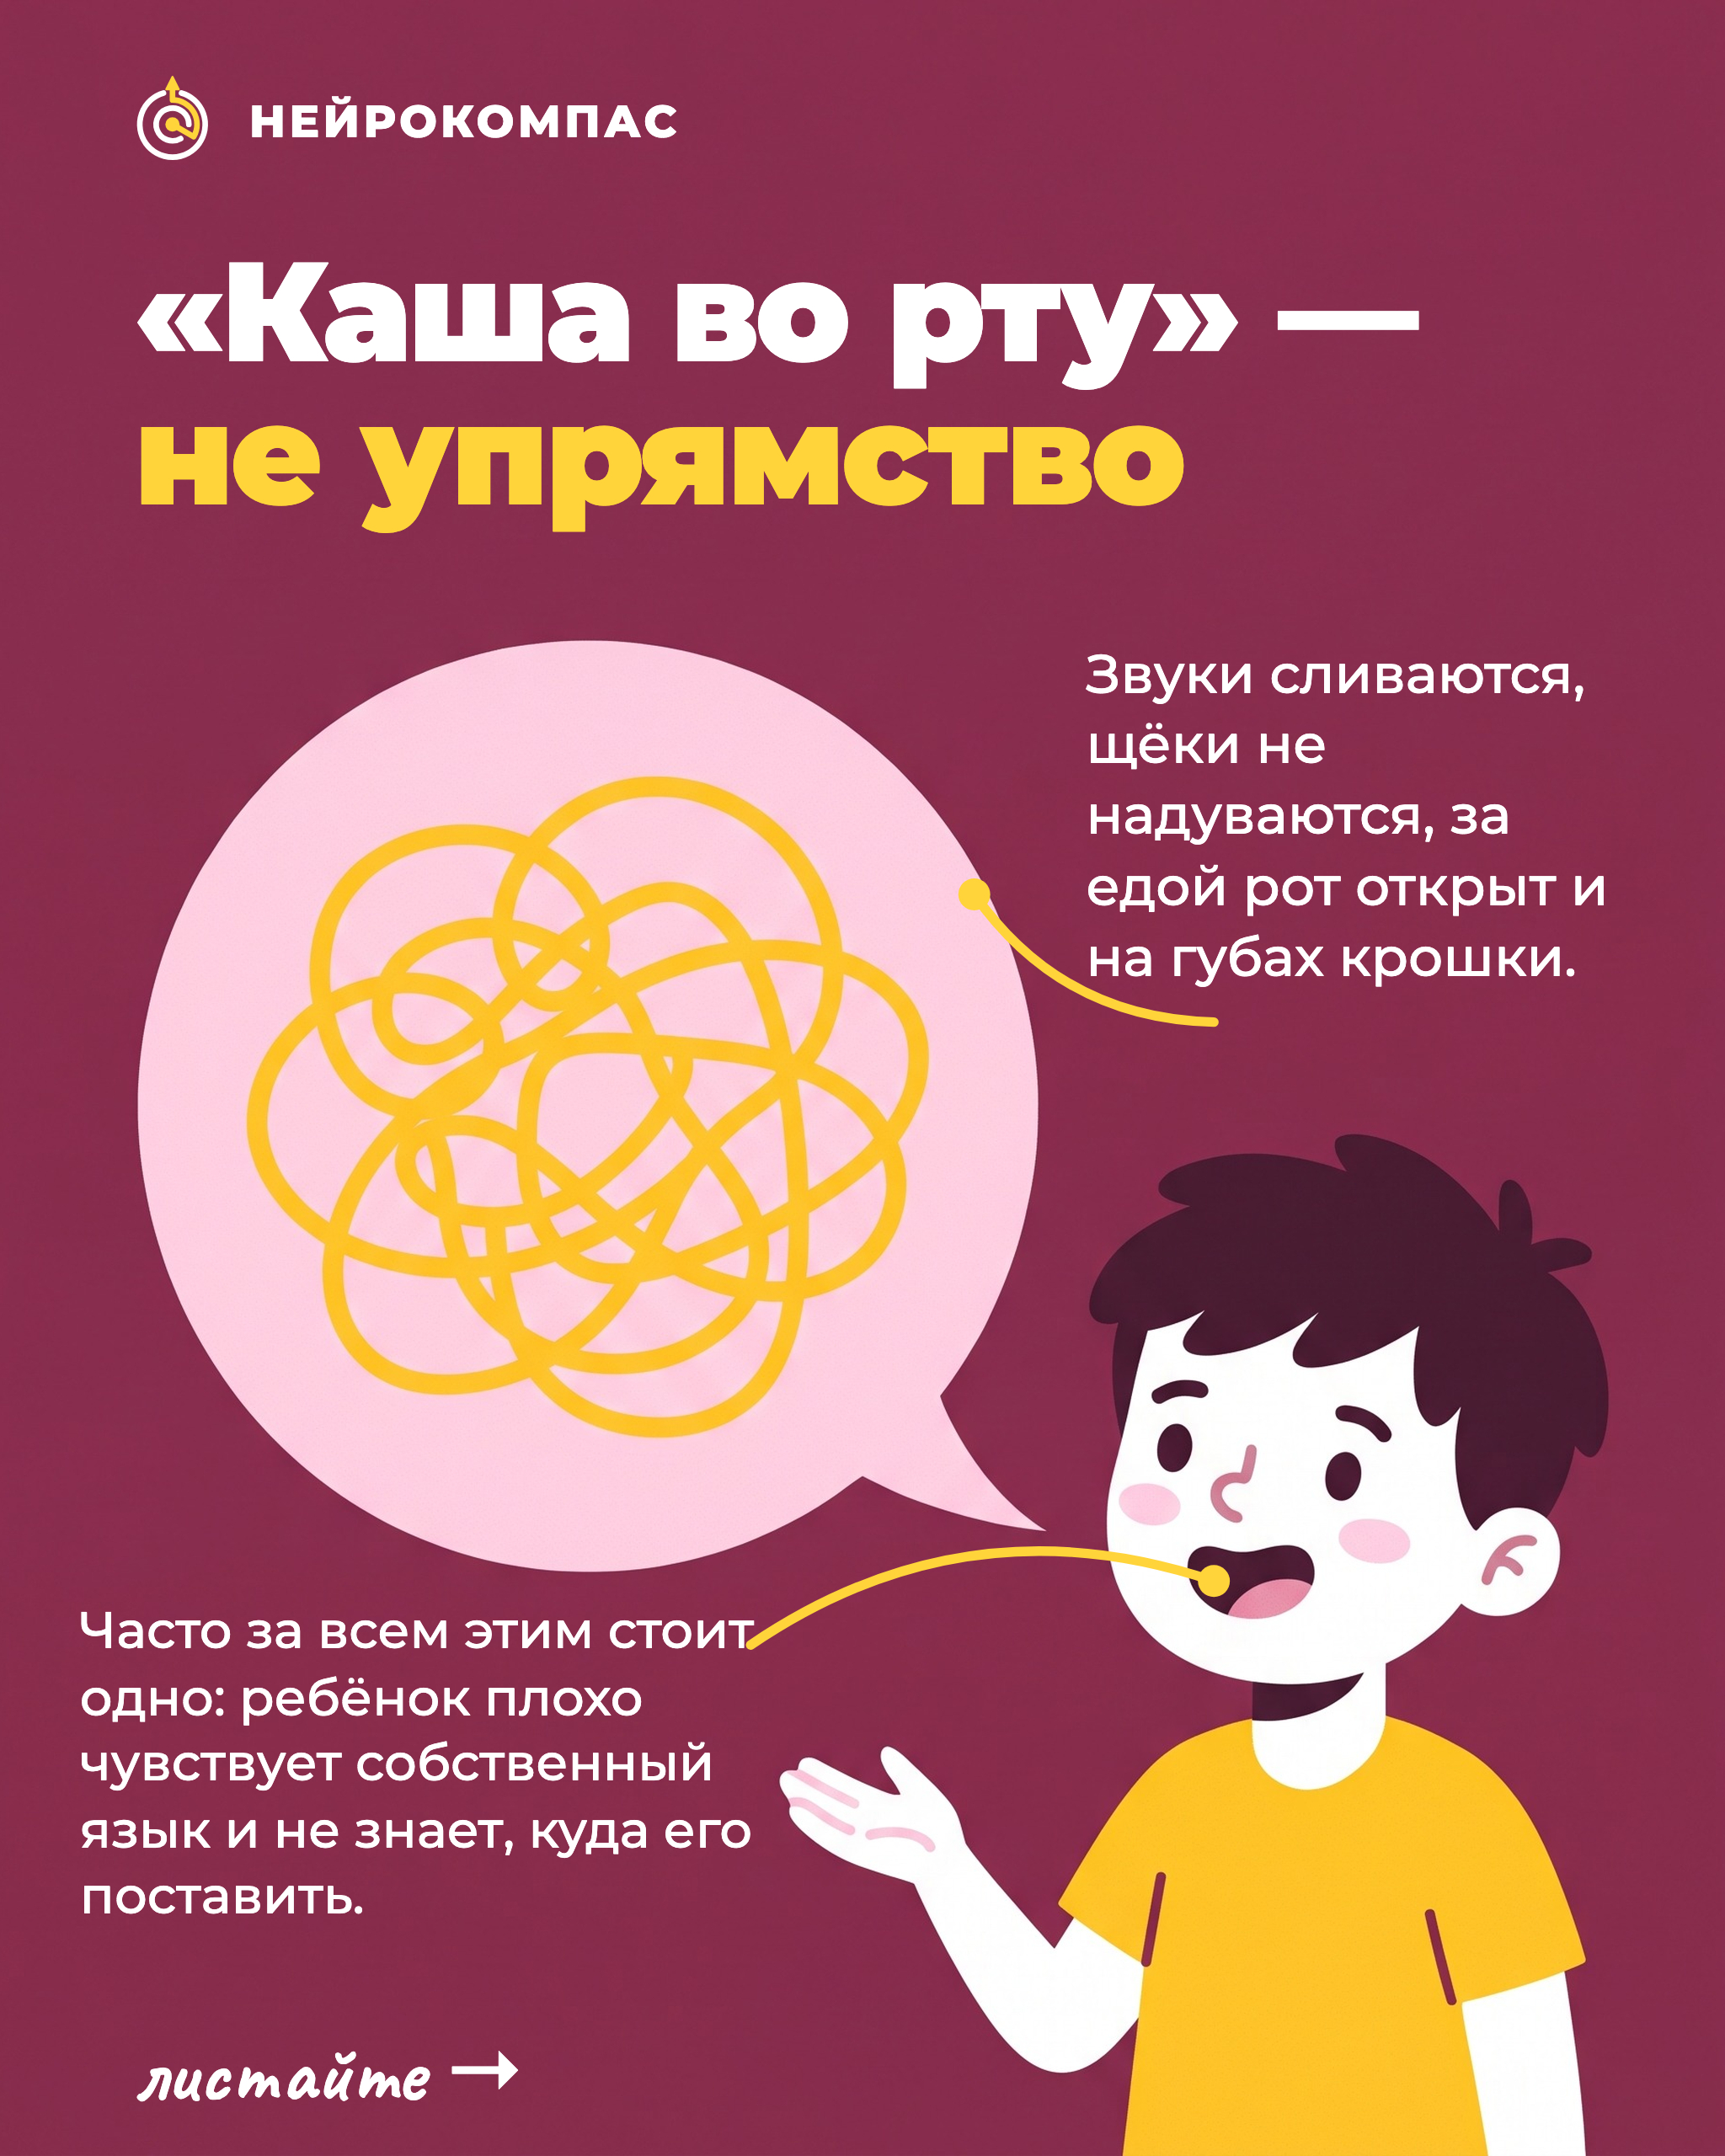 НЕЙРОКОМПАС
«Каша во рту» —
не упрямство
Звуки сливаются,
щёки не
надуваются, за
едой рот открыт и
на губах крошки.
Часто за всем этим стоит
одно: ребёнок плохо
чувствует собственный
язык и не знает, куда его
поставить.
листайте →